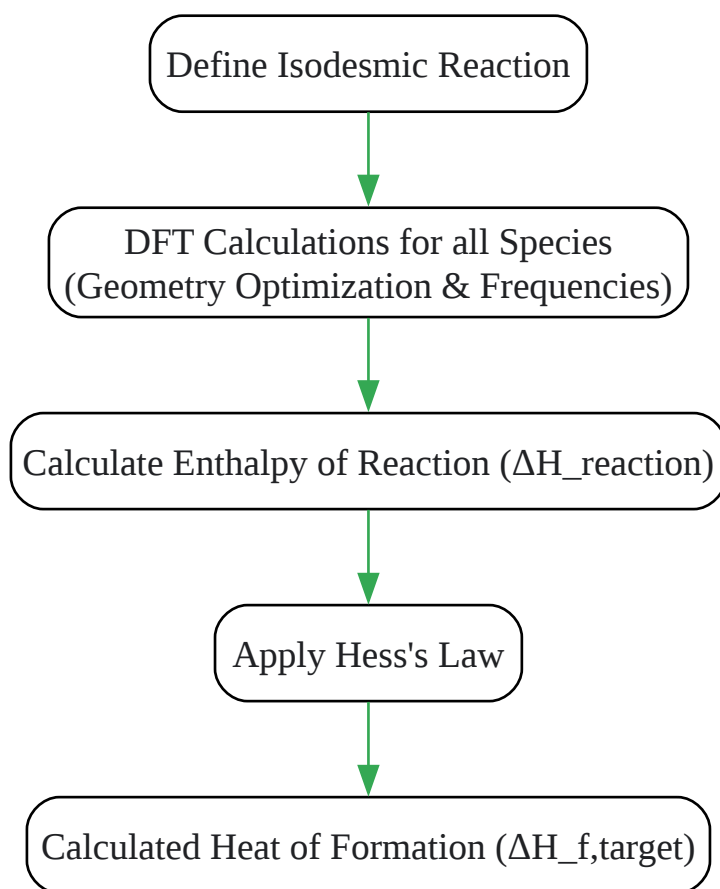 Define Isodesmic Reaction
DFT Calculations for all Species
(Geometry Optimization & Frequencies)
Calculate Enthalpy of Reaction (ΔH_reaction)
Apply Hess's Law
Calculated Heat of Formation (ΔH_f,target)